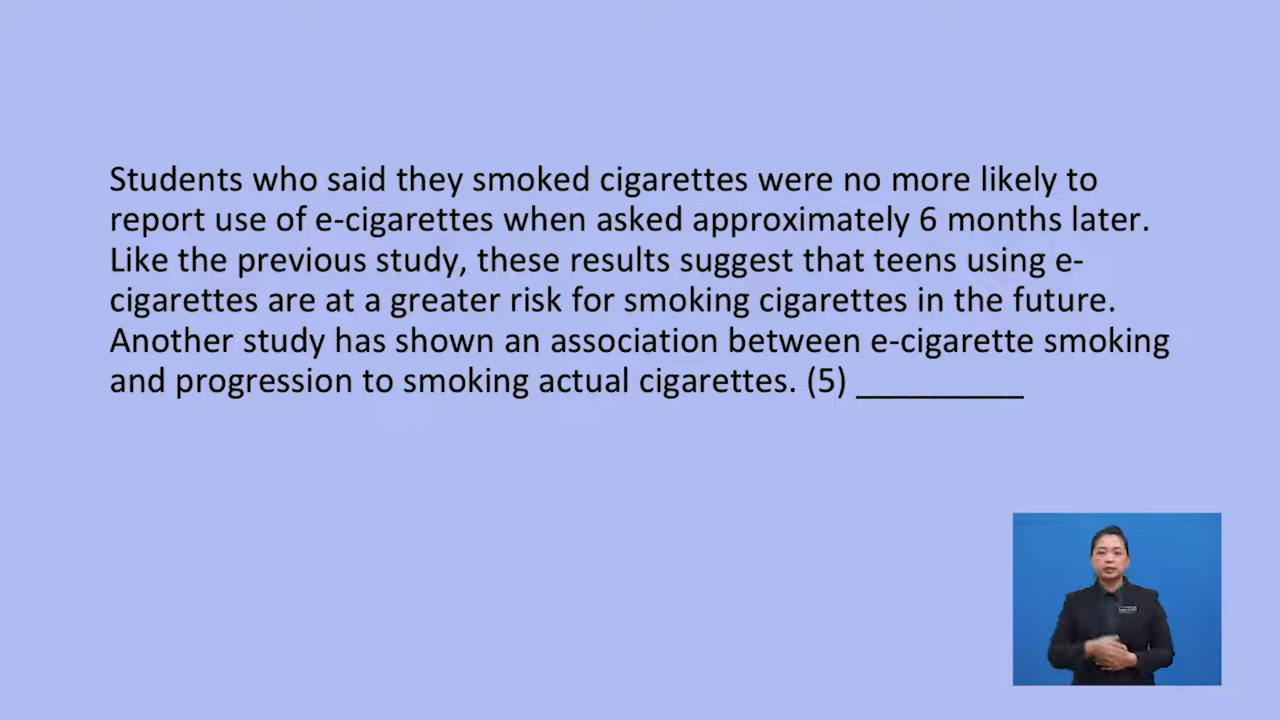 Students who said they smoked cigarettes were no more likely to
report use of e-cigarettes when asked approximately 6 months later.
Like the previous study, these results suggest that teens using e-
cigarettes are at a greater risk for smoking cigarettes in the future.
Another study has shown an association between e-cigarette smoking
and progression to smoking actual cigarettes. (5) __________